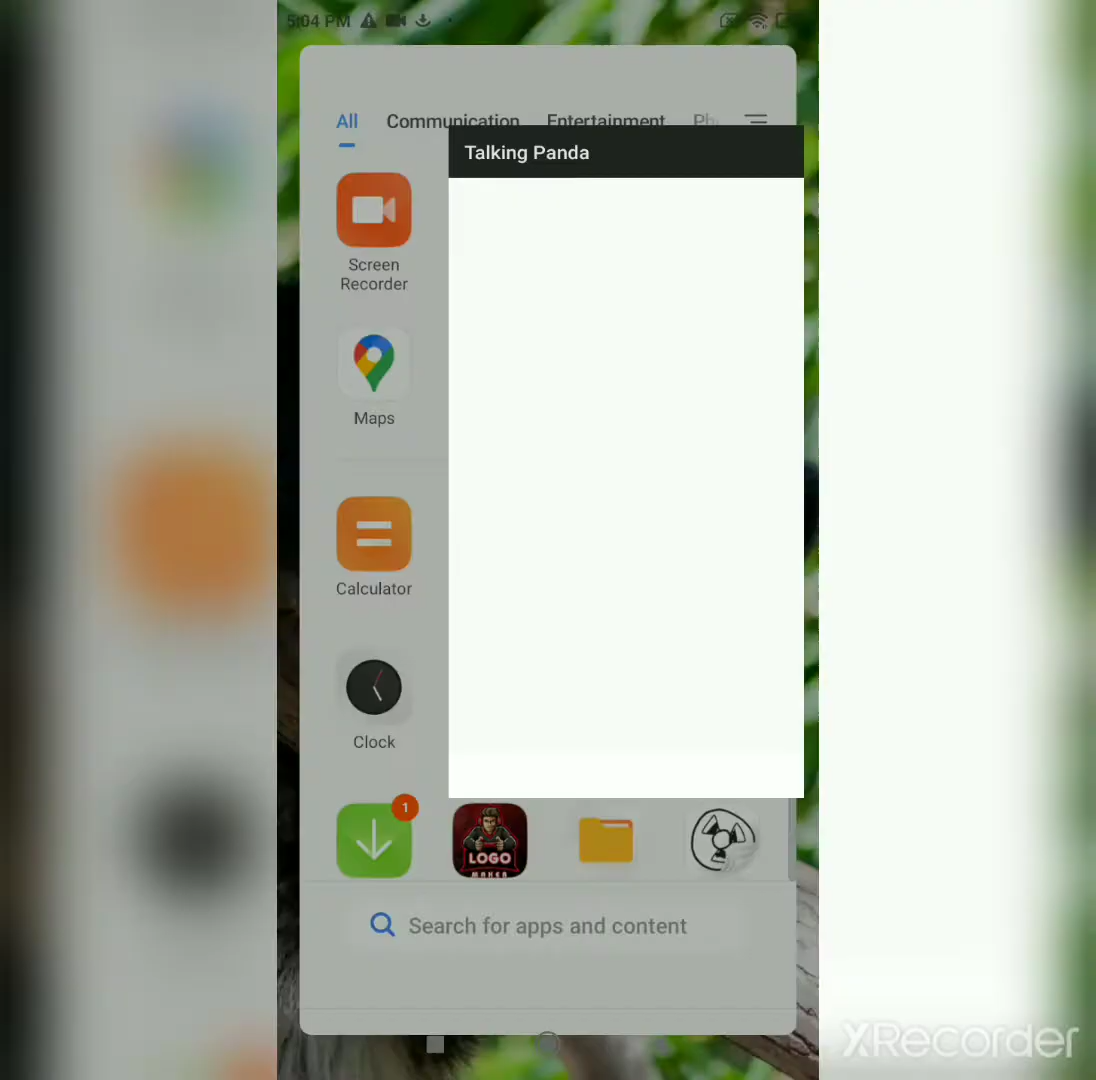 5:04 PM
All Communication Entertainment Ph
Talking Panda
Screen
Recorder
Maps
Calculator
Clock
1
LOGO
MAKER
Search for apps and content
XRecorder